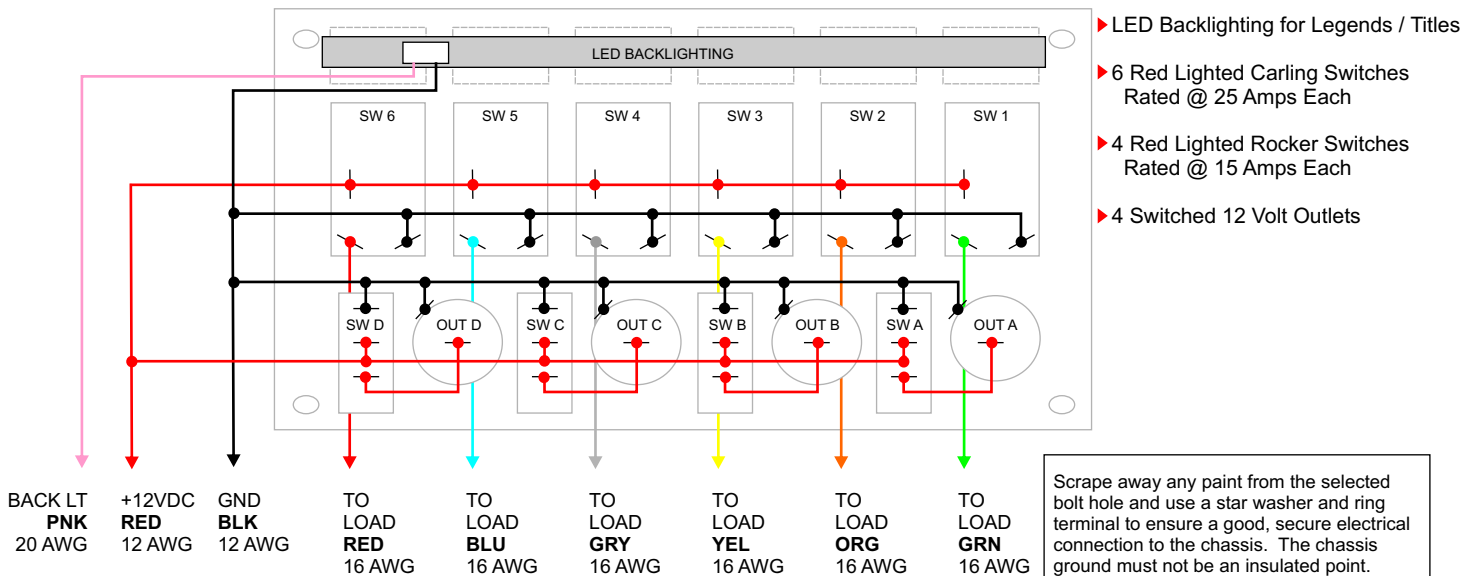 LED BACKLIGHTING
SW 6
SW 5
SW 4
SW 3
SW 2
SW 1
SW D
OUT D
SW C
OUT C
SW B
OUT B
SW A
OUT A
BACK LT
PNK
20 AWG
+12VDC
RED
12 AWG
GND
BLK
12 AWG
TO
LOAD
RED
16 AWG
TO
LOAD
BLU
16 AWG
TO
LOAD
GRY
16 AWG
TO
LOAD
YEL
16 AWG
TO
LOAD
ORG
16 AWG
TO
LOAD
GRN
16 AWG
LED Backlighting for Legends / Titles
6 Red Lighted Carling Switches
Rated @ 25 Amps Each
4 Red Lighted Rocker Switches
Rated @ 15 Amps Each
4 Switched 12 Volt Outlets
Scrape away any paint from the selected
bolt hole and use a star washer and ring
terminal to ensure a good, secure electrical
connection to the chassis. The chassis
ground must not be an insulated point.